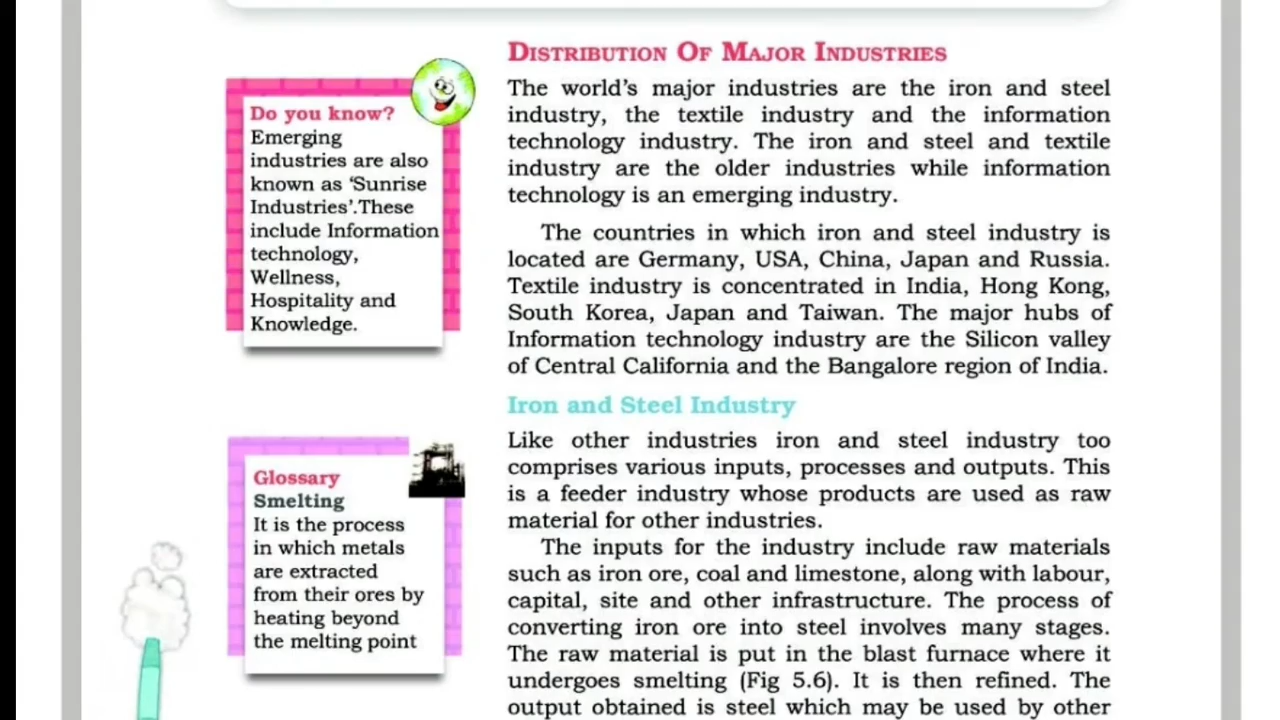 DISTRIBUTION OF MAJOR INDUSTRIES
The world's major industries are the iron and steel
industry, the textile industry and the information
technology industry. The iron and steel and textile
industry are the older industries while information
technology is an emerging industry.
The countries in which iron and steel industry is
located are Germany, USA, China, Japan and Russia.
Textile industry is concentrated in India, Hong Kong,
South Korea, Japan and Taiwan. The major hubs of
Information technology industry are the Silicon valley
of Central California and the Bangalore region of India.
Do you know?
Emerging
industries are also
known as ‘Sunrise
Industries’.These
include Information
technology,
Wellness,
Hospitality and
Knowledge.
Iron and Steel Industry
Like other industries iron and steel industry too
comprises various inputs, processes and outputs. This
is a feeder industry whose products are used as raw
material for other industries.
The inputs for the industry include raw materials
such as iron ore, coal and limestone, along with labour,
capital, site and other infrastructure. The process of
converting iron ore into steel involves many stages.
The raw material is put in the blast furnace where it
undergoes smelting (Fig 5.6). It is then refined. The
output obtained is steel which may be used by other
Glossary
Smelting
It is the process
in which metals
are extracted
from their ores by
heating beyond
the melting point